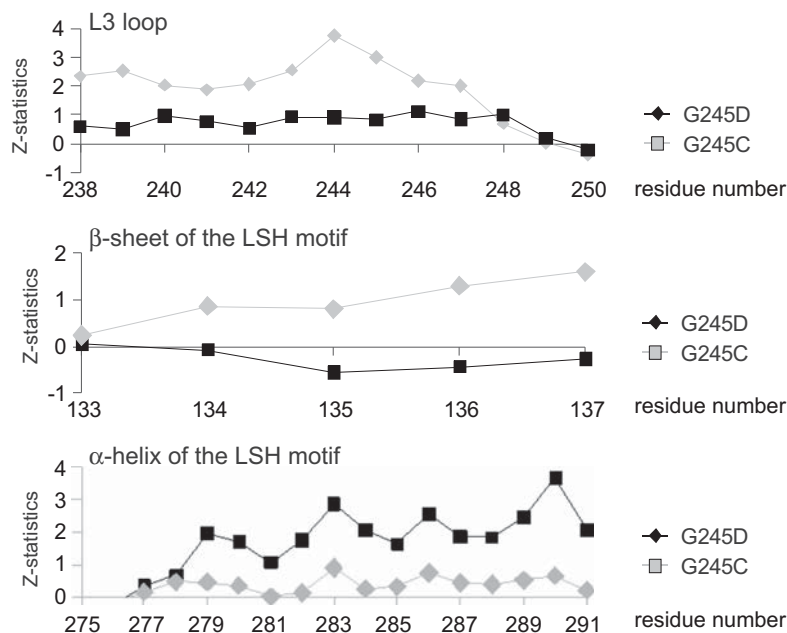 L3 loop
Z-statistics
4
3
2
1
0
-1
238 240 242 244 246 248 250
residue number
G245D
G245C
β-sheet of the LSH motif
Z-statistics
2
1
0
-1
133 134 135 136 137
residue number
G245D
G245C
α-helix of the LSH motif
Z-statistics
4
3
2
1
0
275 277 279 281 283 285 287 289 291
residue number
G245D
G245C